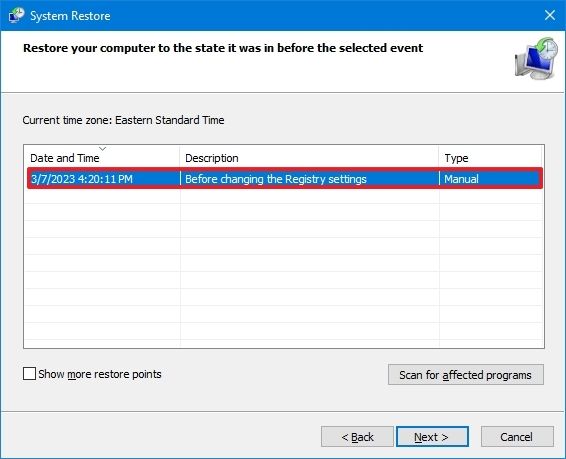 System Restore
Restore your computer to the state it was in before the selected event
Current time zone: Eastern Standard Time
Date and Time Description Type
3/7/2023 4:20:11 PM Before changing the Registry settings Manual
Show more restore points Scan for affected programs
< Back Next > Cancel